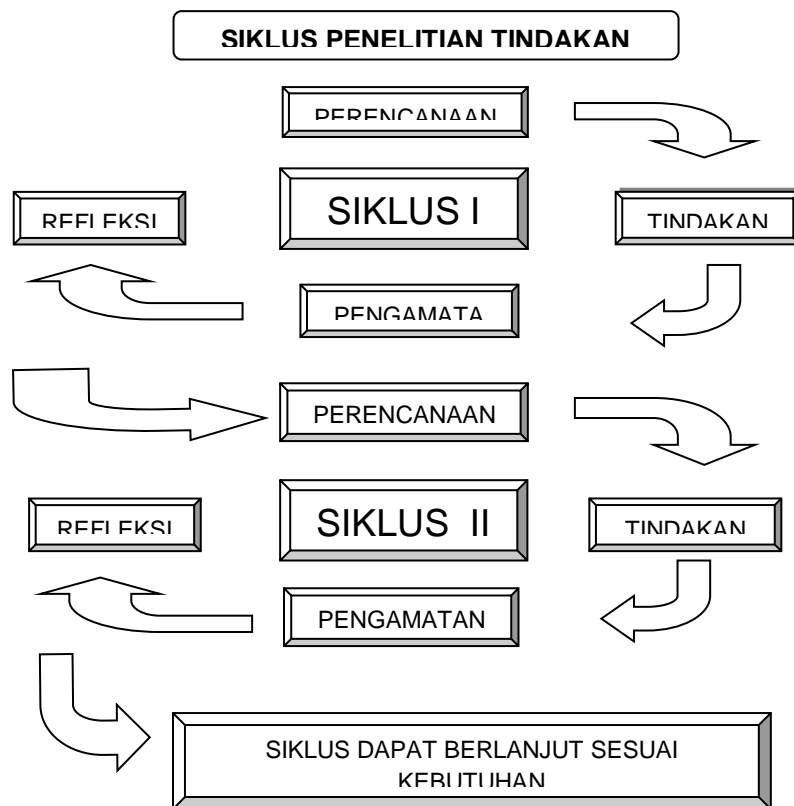 SIKLUS PENELITIAN TINDAKAN
PERENCANAAN
REFLEKSI
SIKLUS I
TINDAKAN
PENGAMATA
PERENCANAAN
REFLEKSI
SIKLUS II
TINDAKAN
PENGAMATAN
SIKLUS DAPAT BERLANJUT SESUAI
KEBUTUHAN